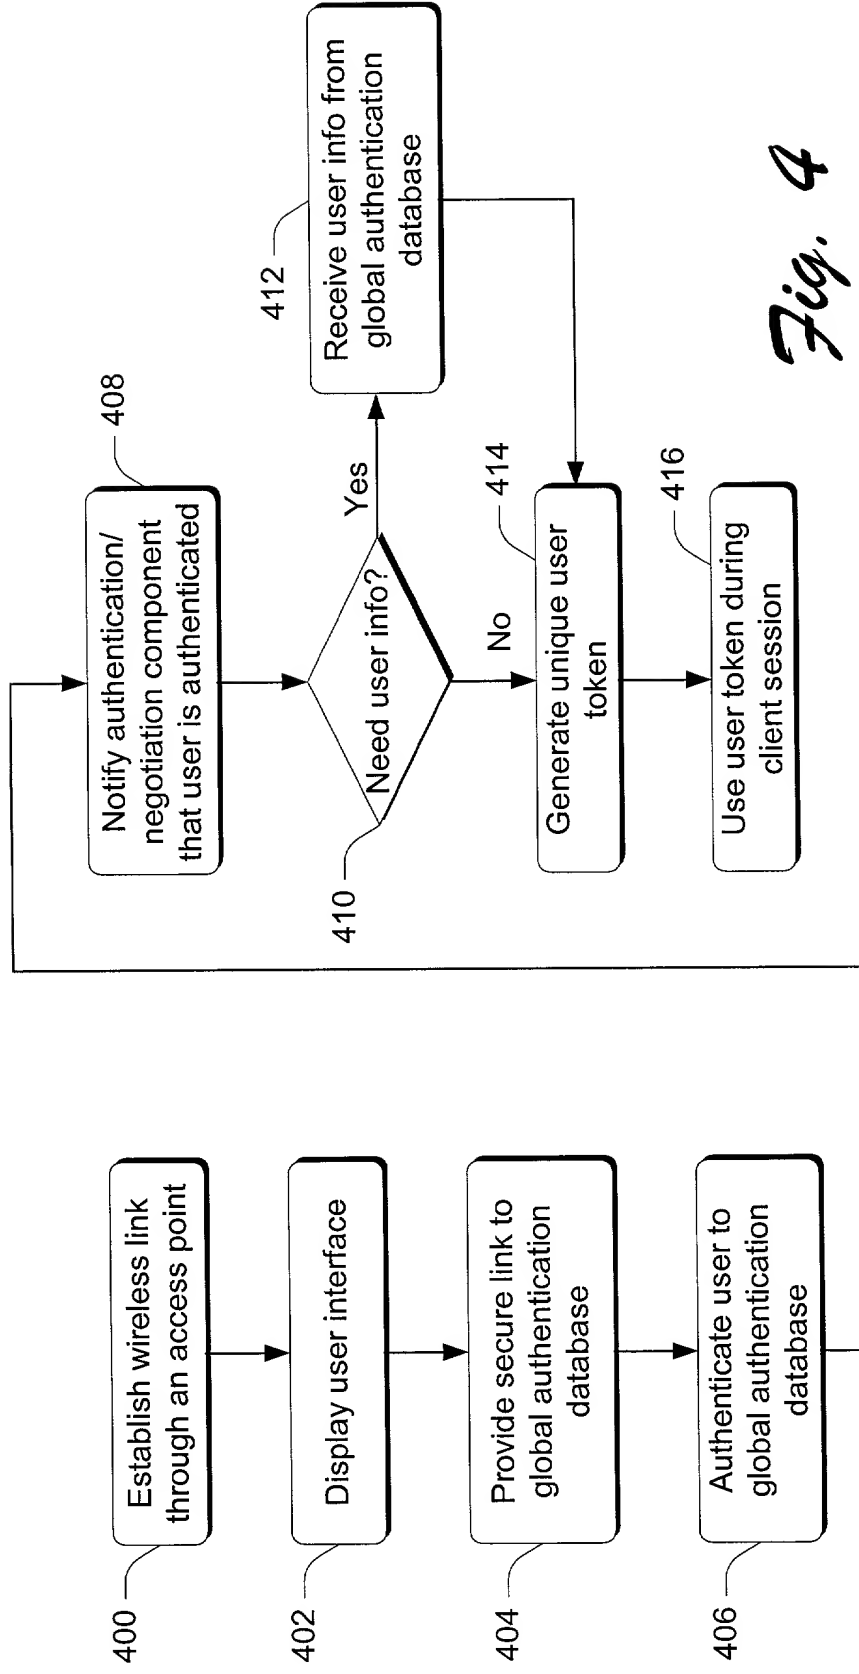 400
Establish wireless link
through an access point
402
Display user interface
404
Provide secure link to
global authentication
database
406
Authenticate user to
global authentication
database
408
Notify authentication/
negotiation component
that user is authenticated
410
Need user info?
Yes
No
412
Receive user info from
global authentication
database
414
Generate unique user
token
416
Use user token during
client session
Fig. 4